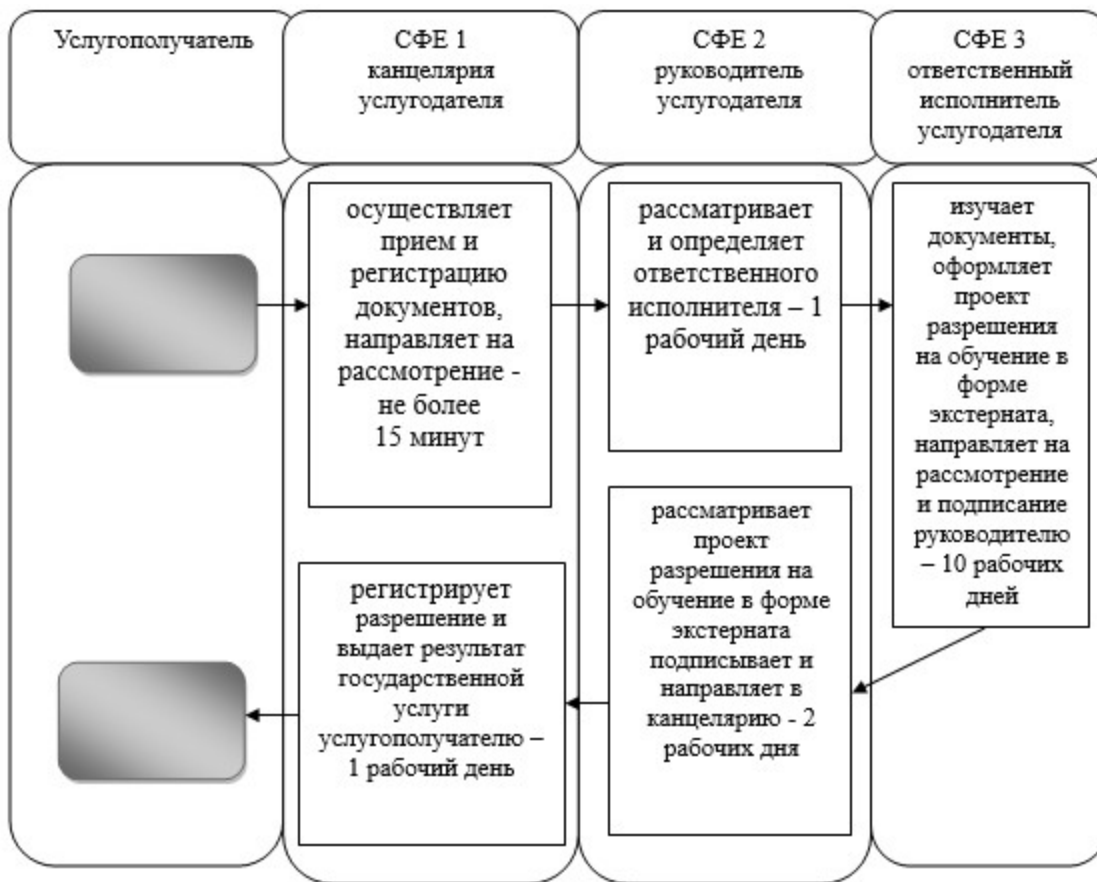 Услугополучатель
СФЕ 1
канцелярия
услугодателя
СФЕ 2
руководитель
услугодателя
СФЕ 3
ответственный
исполнитель
услугодателя
осуществляет
прием и
регистрацию
документов,
направляет на
рассмотрение -
не более
15 минут
рассматривает
и определяет
ответственного
исполнителя – 1
рабочий день
изучает
документы,
оформляет
проект
разрешения
на обучение в
форме
экстерната,
направляет на
рассмотрение
и подписание
руководителю
– 10 рабочих
дней
рассматривает
проект
разрешения на
обучение в форме
экстерната
подписывает и
направляет в
канцелярию - 2
рабочих дня
регистрирует
разрешение и
выдает результат
государственной
услуги
услугополучателю –
1 рабочий день